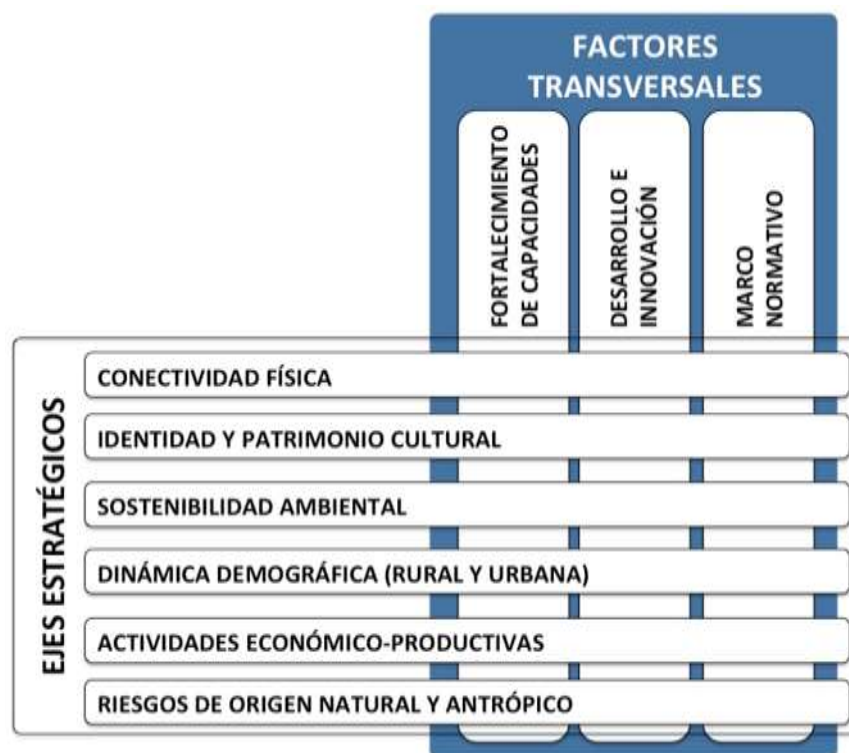 FACTORES
TRANSVERSALES
FORTALECIMIENTO
DE CAPACIDADES
DESARROLLO E
INNOVACIÓN
MARCO
NORMATIVO
EJES ESTRATÉGICOS
CONECTIVIDAD FÍSICA
IDENTIDAD Y PATRIMONIO CULTURAL
SOSTENIBILIDAD AMBIENTAL
DINÁMICA DEMOGRÁFICA (RURAL Y URBANA)
ACTIVIDADES ECONÓMICO-PRODUCTIVAS
RIESGOS DE ORIGEN NATURAL Y ANTRÓPICO